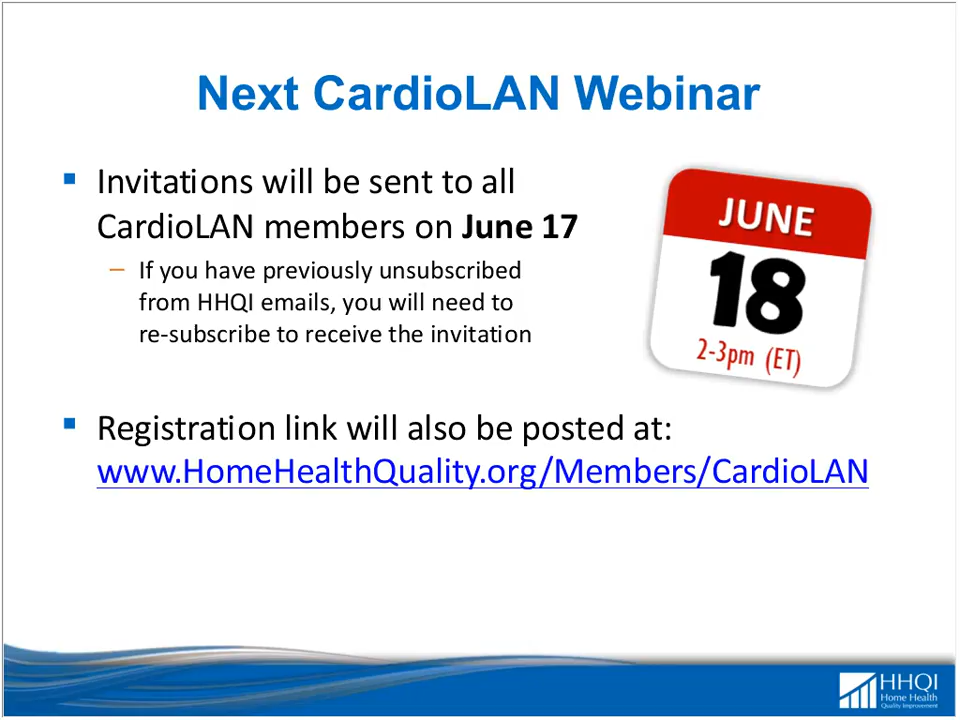 Next CardioLAN Webinar
Invitations will be sent to all
CardioLAN members on June 17
– If you have previously unsubscribed
from HHQI emails, you will need to
re-subscribe to receive the invitation
JUNE
18
2-3pm (ET)
Registration link will also be posted at:
www.HomeHealthQuality.org/Members/CardioLAN
HHQI
Home Health
Quality Improvement